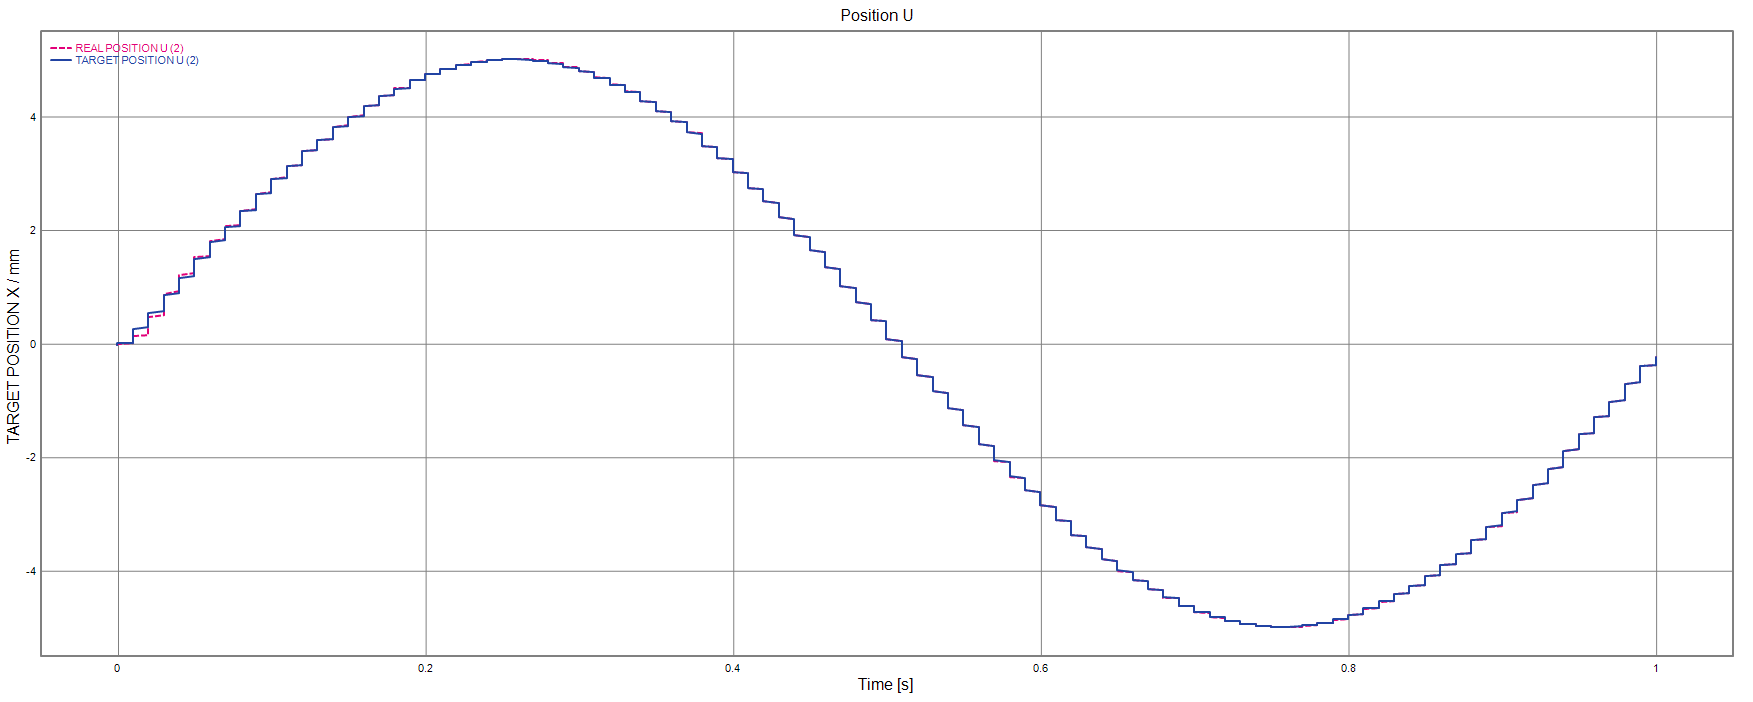 Position U
REAL POSITION U (2)
TARGET POSITION U (2)
TARGET POSITION X / mm
4
2
0
-2
-4
0 0.2 0.4 0.6 0.8 1
Time [s]